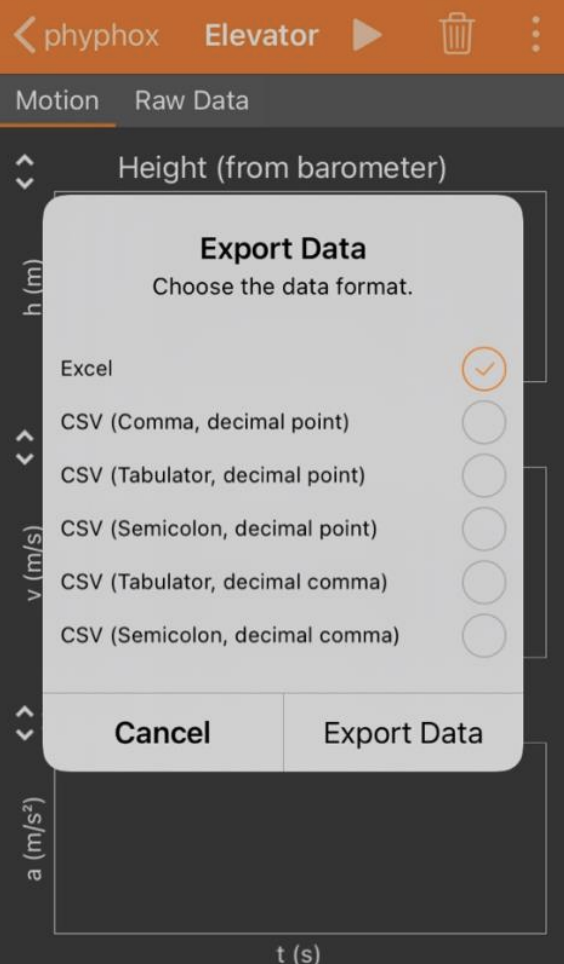 phyphox Elevator
Motion Raw Data
Height (from barometer)
h (m)
Export Data
Choose the data format.
Excel
CSV (Comma, decimal point)
CSV (Tabulator, decimal point)
CSV (Semicolon, decimal point)
CSV (Tabulator, decimal comma)
CSV (Semicolon, decimal comma)
Cancel Export Data
v (m/s)
a (m/s²)
t (s)